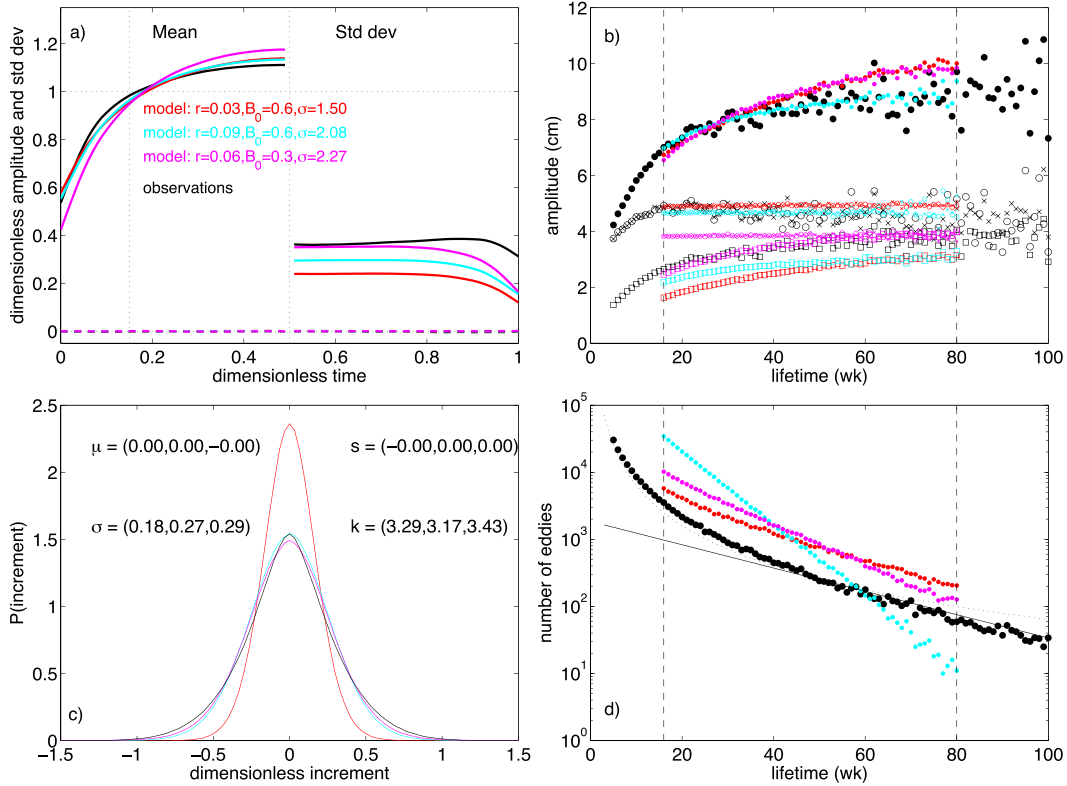 a)
Mean
Std dev
model: r=0.03,B_0=0.6,σ=1.50
model: r=0.09,B_0=0.6,σ=2.08
model: r=0.06,B_0=0.3,σ=2.27
observations
dimensionless amplitude and std dev
1.2
1
0.8
0.6
0.4
0.2
0
0
0.2
0.4
0.6
0.8
1
dimensionless time
b)
amplitude (cm)
12
10
8
6
4
2
0
0
20
40
60
80
100
lifetime (wk)
c)
μ = (0.00,0.00,−0.00)
s = (−0.00,0.00,0.00)
σ = (0.18,0.27,0.29)
k = (3.29,3.17,3.43)
P(increment)
2.5
2
1.5
1
0.5
0
−1.5
−1
−0.5
0
0.5
1
1.5
dimensionless increment
d)
number of eddies
10^5
10^4
10^3
10^2
10^1
10^0
0
20
40
60
80
100
lifetime (wk)